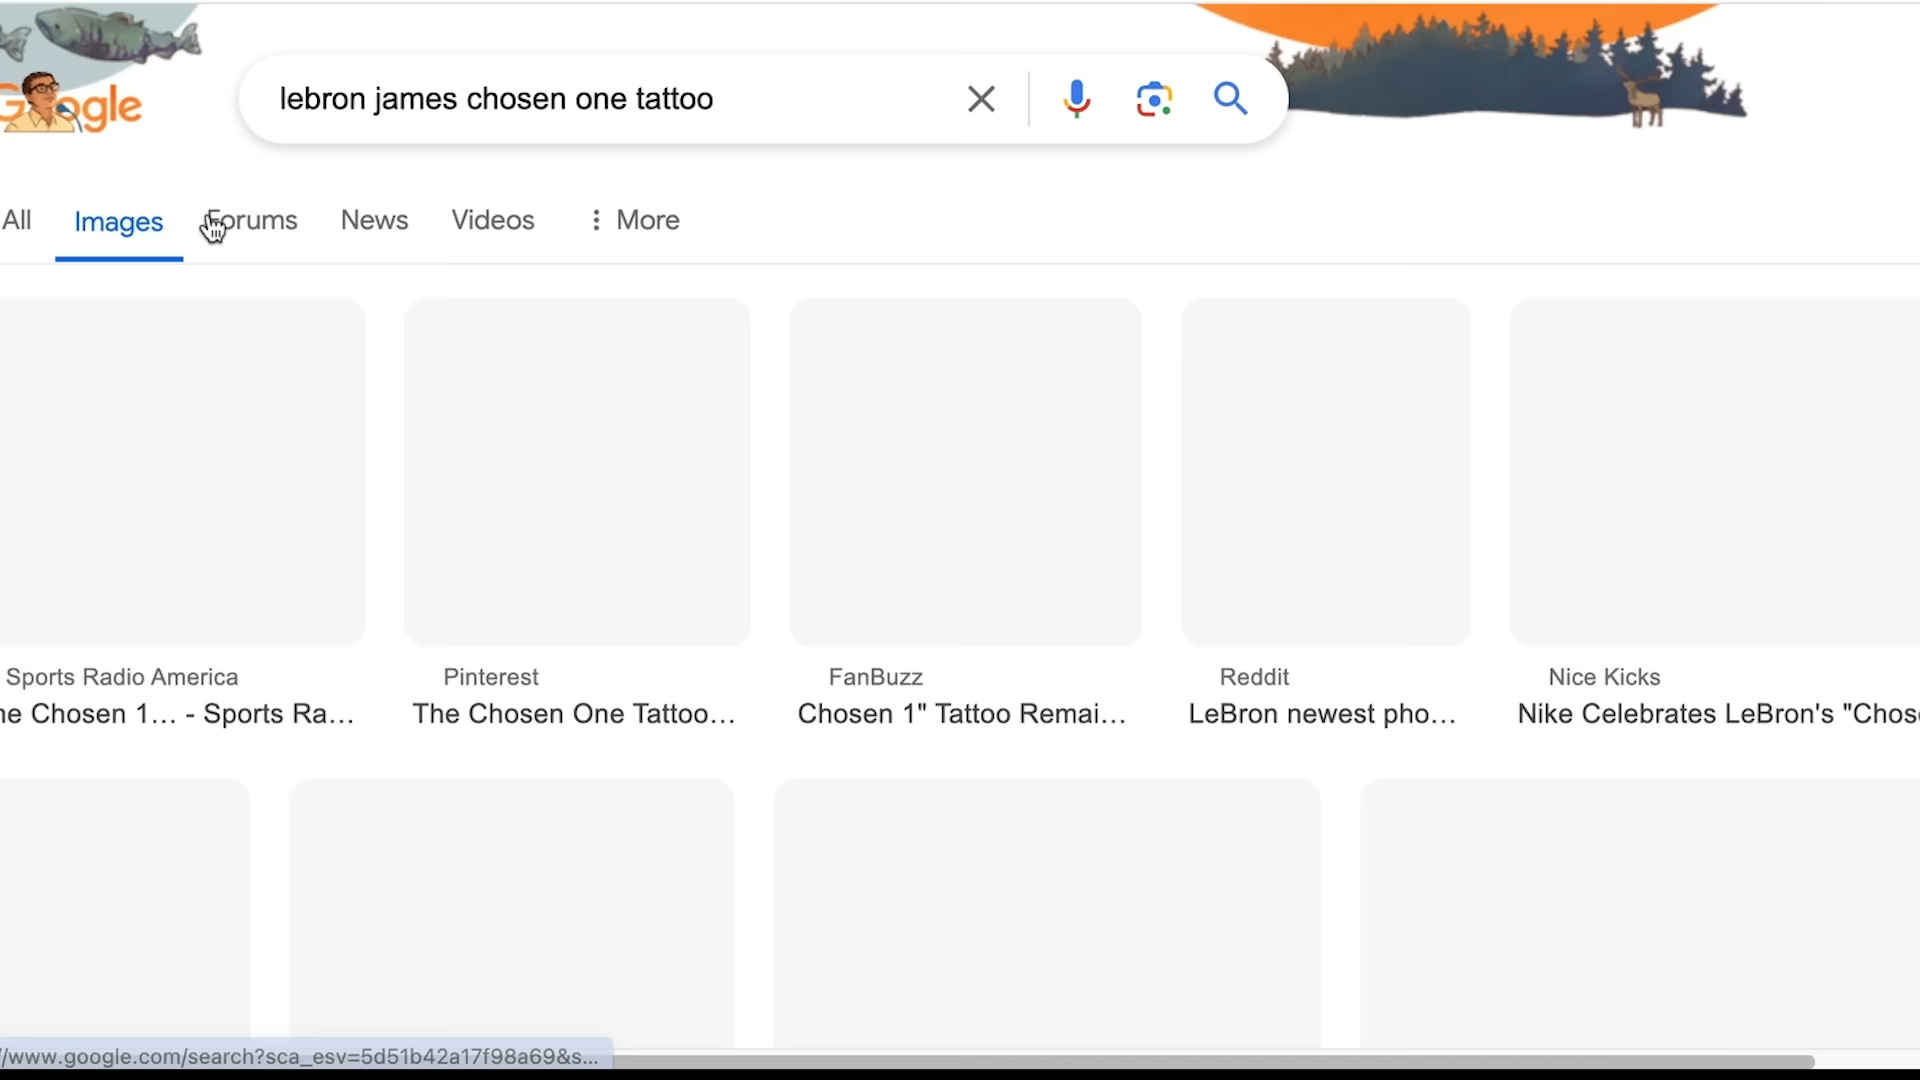 Google
lebron james chosen one tattoo
All Images Forums News Videos More
Sports Radio America
he Chosen 1... - Sports Ra...
Pinterest
The Chosen One Tattoo...
FanBuzz
Chosen 1" Tattoo Remai...
Reddit
LeBron newest pho...
Nice Kicks
Nike Celebrates LeBron's "Chos
//www.google.com/search?sca_esv=5d51b42a17f98a69&s...